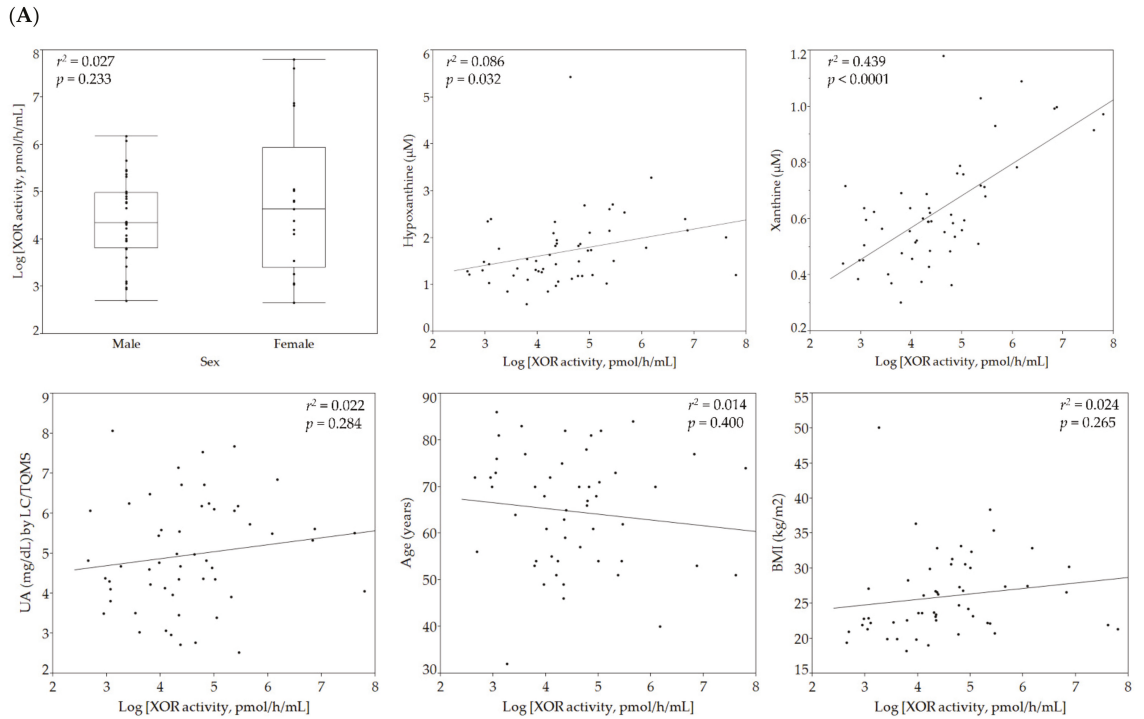 (A)
r² = 0.027
p = 0.233
Log [XOR activity, pmol/h/mL]
8
7
6
5
4
3
2
Male
Female
Sex
r² = 0.086
p = 0.032
Hypoxanthine (μM)
6
5
4
3
2
1
0
2
3
4
5
6
7
8
Log [XOR activity, pmol/h/mL]
r² = 0.439
p < 0.0001
Xanthine (μM)
1.2
1.0
0.8
0.6
0.4
0.2
2
3
4
5
6
7
8
Log [XOR activity, pmol/h/mL]
r² = 0.022
p = 0.284
UA (mg/dL) by LC/TQMS
9
8
7
6
5
4
3
2
2
3
4
5
6
7
8
Log [XOR activity, pmol/h/mL]
r² = 0.014
p = 0.400
Age (years)
90
80
70
60
50
40
30
2
3
4
5
6
7
8
Log [XOR activity, pmol/h/mL]
r² = 0.024
p = 0.265
BMI (kg/m2)
55
50
45
40
35
30
25
20
15
2
3
4
5
6
7
8
Log [XOR activity, pmol/h/mL]